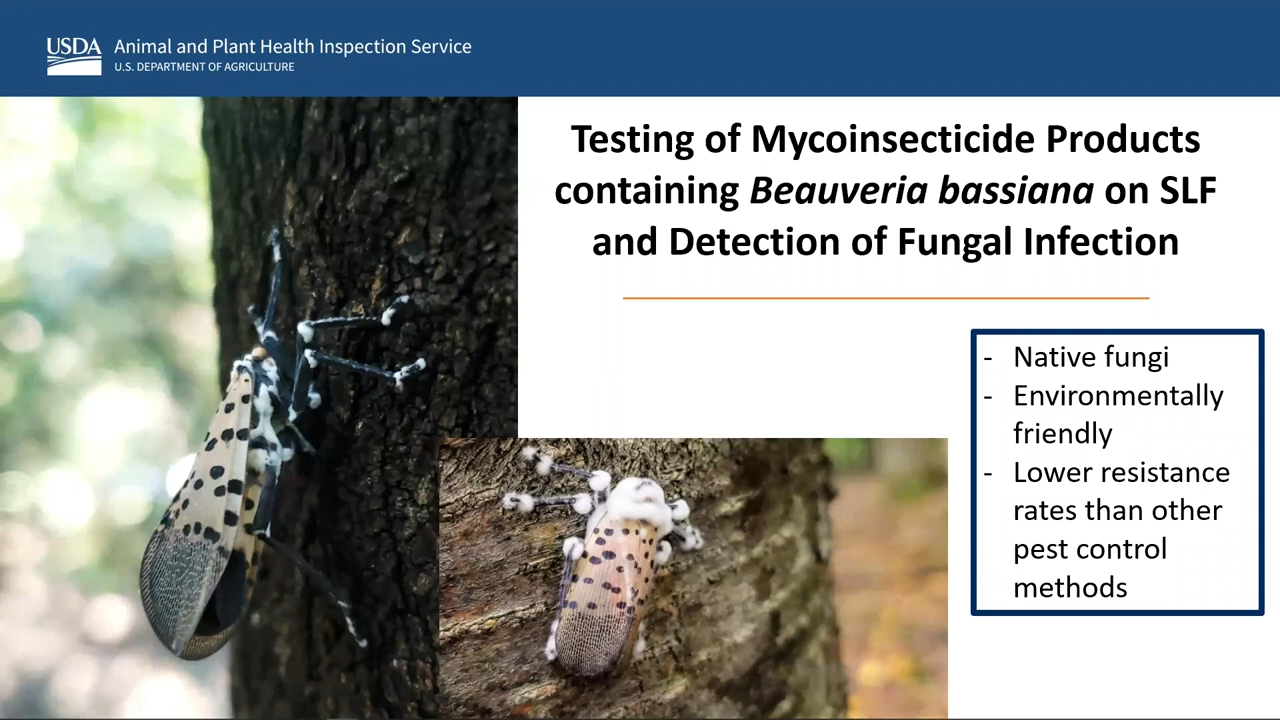 USDA
Animal and Plant Health Inspection Service
U.S. DEPARTMENT OF AGRICULTURE
Testing of Mycoinsecticide Products
containing Beauveria bassiana on SLF
and Detection of Fungal Infection
- Native fungi
- Environmentally
friendly
- Lower resistance
rates than other
pest control
methods